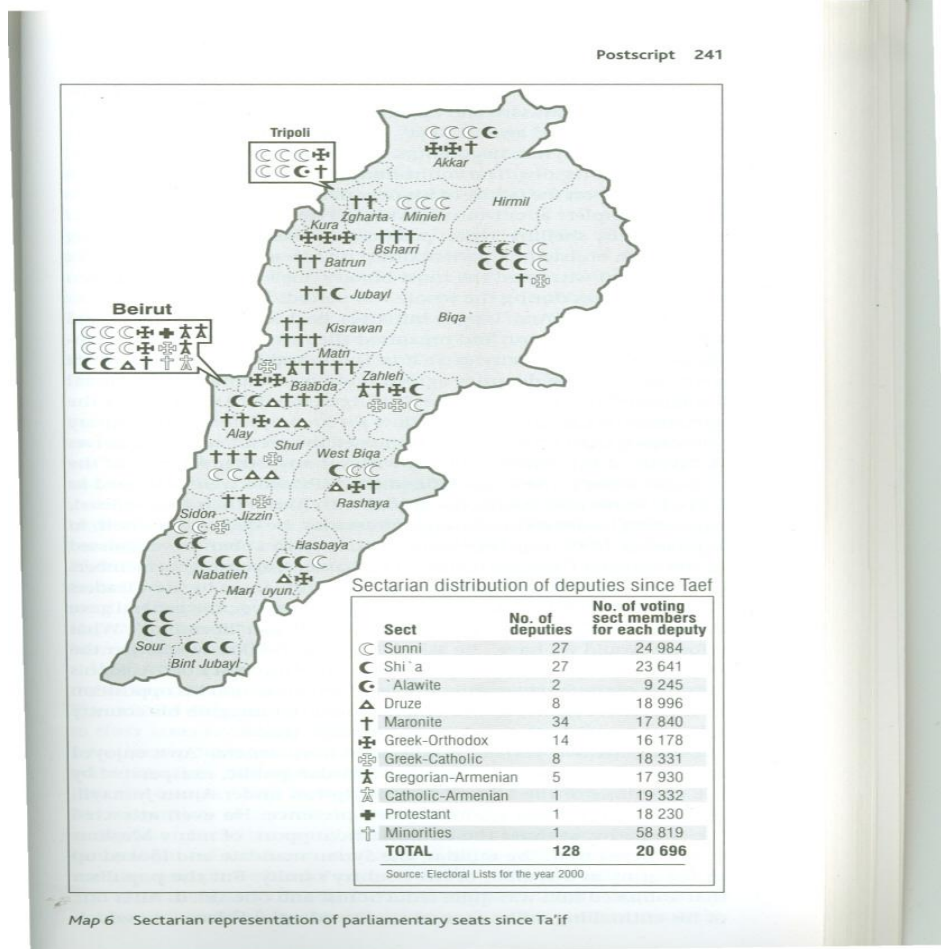 Postscript 241
Tripoli
Akkar
Hirmil
Zgharta Minieh
Kura
Bsharri
Batrun
Jubayl
Beirut
Biqa`
Kisrawan
Matn
Zahleh
Baabda
Alay
Shuf
West Biqa
Rashaya
Jizzin
Sidon
Hasbaya
Nabatieh
Marj`uyun
Sour
Bint Jubayl
Sectarian distribution of deputies since Taef
Sect No. of deputies No. of voting sect members for each deputy
Sunni 27 24 984
Shi`a 27 23 641
`Alawite 2 9 245
Druze 8 18 996
Maronite 34 17 840
Greek-Orthodox 14 16 178
Greek-Catholic 8 18 331
Gregorian-Armenian 5 17 930
Catholic-Armenian 1 19 332
Protestant 1 18 230
Minorities 1 58 819
TOTAL 128 20 696
Source: Electoral Lists for the year 2000
Map 6 Sectarian representation of parliamentary seats since Ta'if